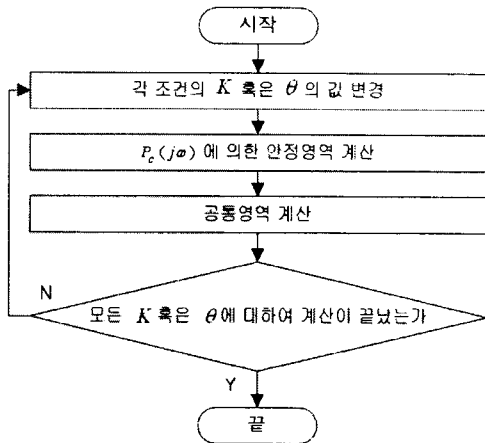 시작
각 조건의 K 혹은 θ 의 값 변경
P_c(jω) 에 의한 안정영역 계산
공통영역 계산
N
모든 K 혹은 θ에 대하여 계산이 끝났는가
Y
끝